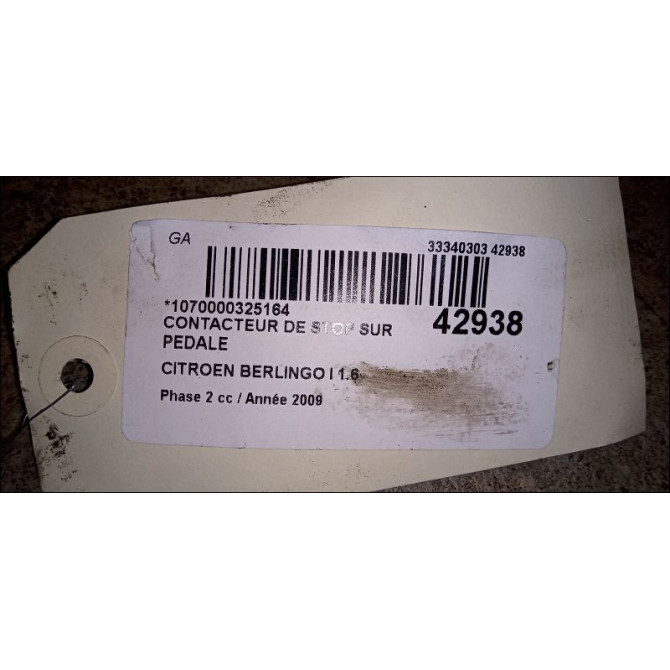 GA
33340303 42938
*1070000325164
42938
CONTACTEUR DE STOP SUR
PEDALE
CITROEN BERLINGO I 1.6
Phase 2 cc / Année 2009